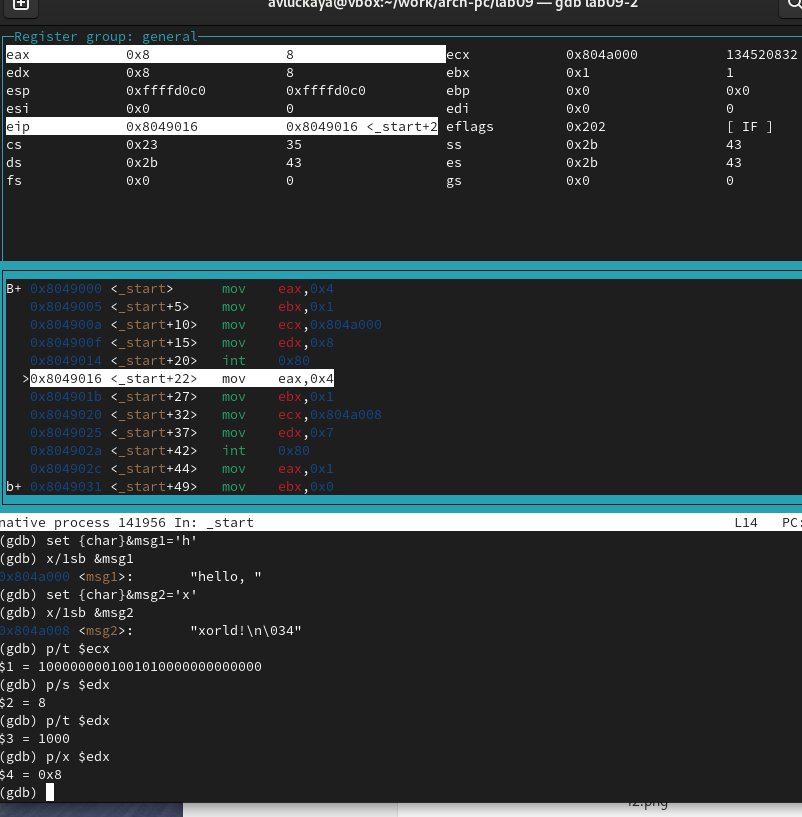 avluckaya@vbox:~/work/arch-pc/lab09 — gdb lab09-2
Register group: general
eax 0x8 8 ecx 0x804a000 134520832
edx 0x8 8 ebx 0x1 1
esp 0xffffd0c0 0xffffd0c0 ebp 0x0 0x0
esi 0x0 0 edi 0x0 0
eip 0x8049016 0x8049016 <_start+2 eflags 0x202 [ IF ]
cs 0x23 35 ss 0x2b 43
ds 0x2b 43 es 0x2b 43
fs 0x0 0 gs 0x0 0
B+ 0x8049000 <_start> mov eax,0x4
0x8049005 <_start+5> mov ebx,0x1
0x804900a <_start+10> mov ecx,0x804a000
0x804900f <_start+15> mov edx,0x8
0x8049014 <_start+20> int 0x80
>0x8049016 <_start+22> mov eax,0x4
0x804901b <_start+27> mov ebx,0x1
0x8049020 <_start+32> mov ecx,0x804a008
0x8049025 <_start+37> mov edx,0x7
0x804902a <_start+42> int 0x80
0x804902c <_start+44> mov eax,0x1
b+ 0x8049031 <_start+49> mov ebx,0x0
native process 141956 In: _start L14 PC:
(gdb) set {char}&msg1='h'
(gdb) x/1sb &msg1
0x804a000 <msg1>: "hello, "
(gdb) set {char}&msg2='x'
(gdb) x/1sb &msg2
0x804a008 <msg2>: "xorld!\n\034"
(gdb) p/t $ecx
$1 = 1000000001001010000000000000
(gdb) p/s $edx
$2 = 8
(gdb) p/t $edx
$3 = 1000
(gdb) p/x $edx
$4 = 0x8
(gdb)